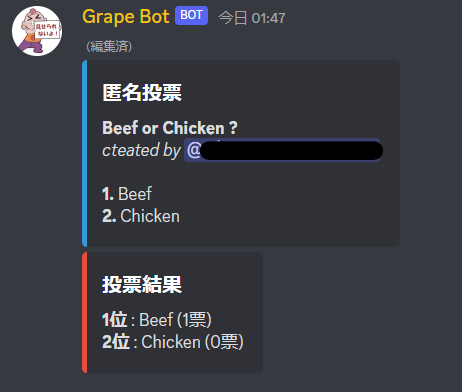 Grape Bot BOT 今日 01:47
(編集済)
匿名投票
Beef or Chicken ?
cteated by @
1. Beef
2. Chicken
投票結果
1位 : Beef (1票)
2位 : Chicken (0票)